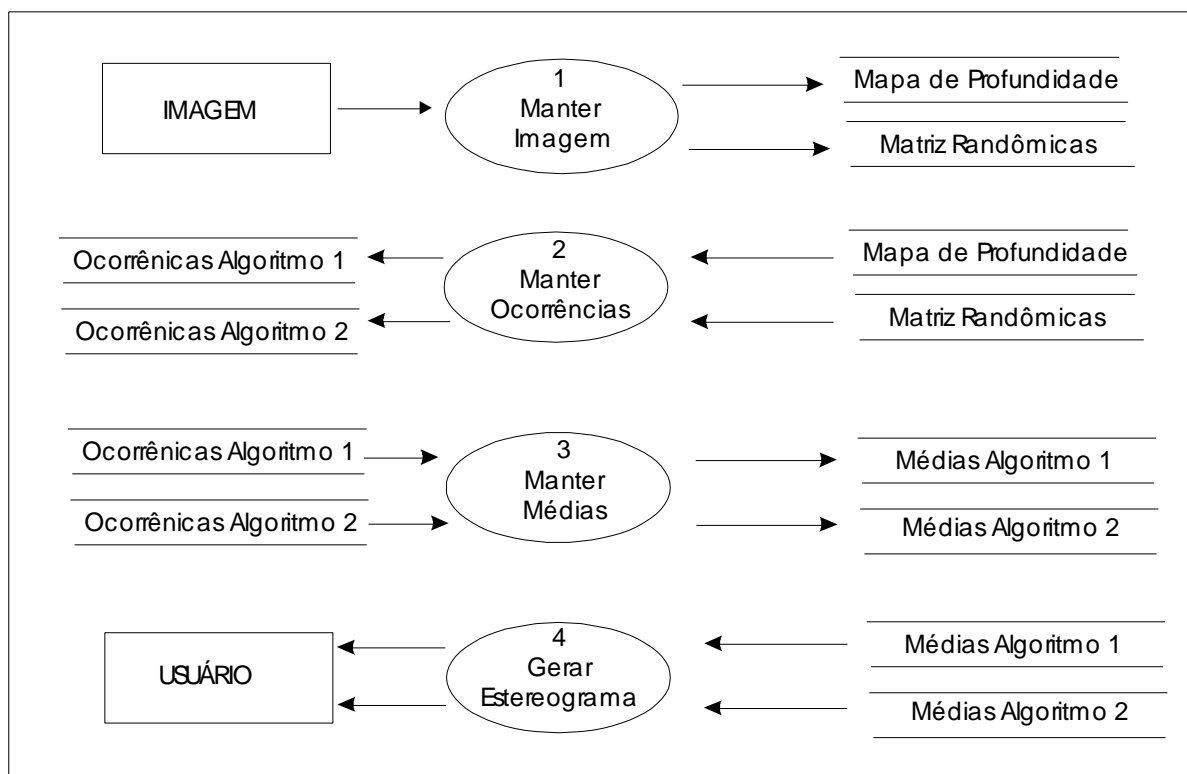 IMAGEM
1
Manter
Imagem
Mapa de Profundidade
Matriz Randômicas
Ocorrênicas Algoritmo 1
Ocorrênicas Algoritmo 2
2
Manter
Ocorrências
Mapa de Profundidade
Matriz Randômicas
Ocorrênicas Algoritmo 1
Ocorrênicas Algoritmo 2
3
Manter
Médias
Médias Algoritmo 1
Médias Algoritmo 2
USUÁRIO
4
Gerar
Estereograma
Médias Algoritmo 1
Médias Algoritmo 2